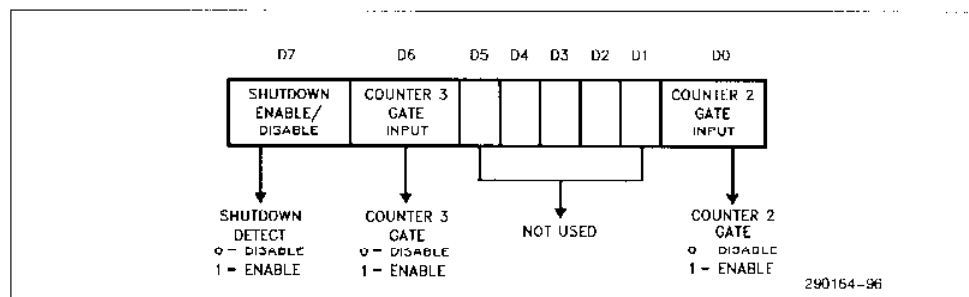 D7 D6 D5 D4 D3 D2 D1 D0
SHUTDOWN
ENABLE/
DISABLE
COUNTER 3
GATE
INPUT
COUNTER 2
GATE
INPUT
SHUTDOWN
DETECT
0 - DISABLE
1 - ENABLE
COUNTER 3
GATE
0 - DISABLE
1 - ENABLE
NOT USED
COUNTER 2
GATE
0 DISABLE
1 - ENABLE
290164-96